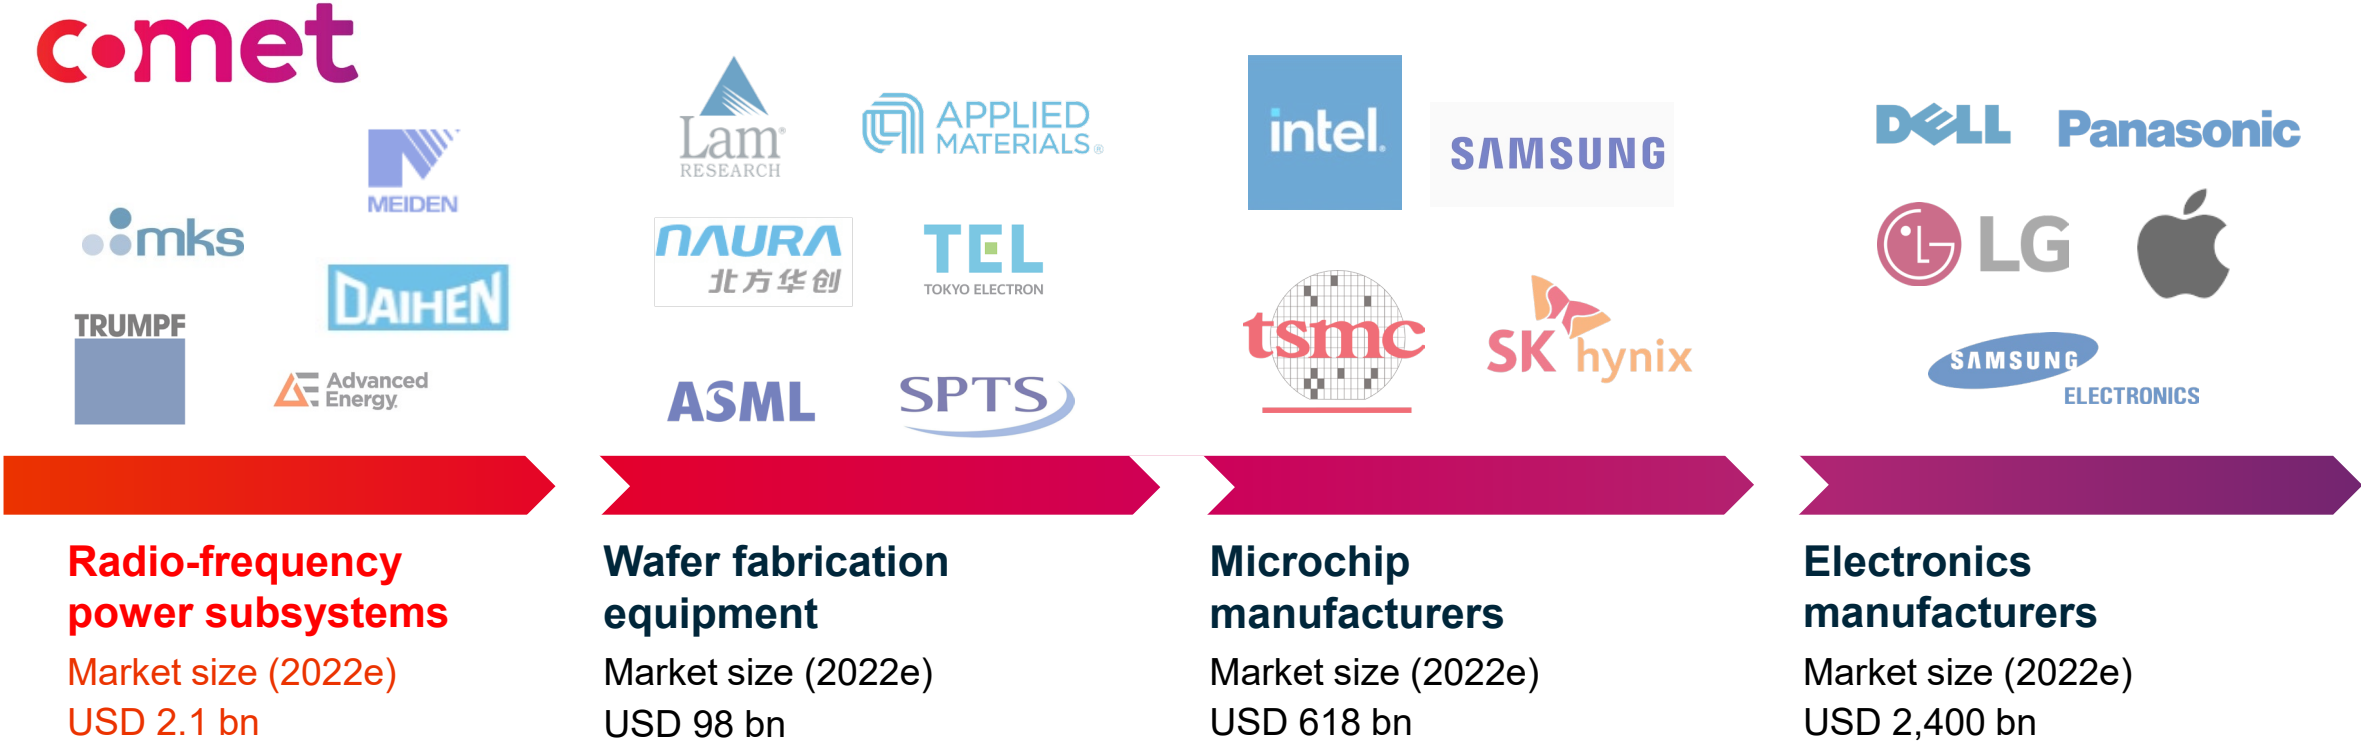 comet
MEIDEN
mks
DAIHEN
TRUMPF
Advanced
Energy
Lam
RESEARCH
APPLIED
MATERIALS®
NAURA
北方华创
TEL
TOKYO ELECTRON
ASML
SPTS
intel.
SAMSUNG
tsmc
SK hynix
DELL
Panasonic
LG
SAMSUNG
ELECTRONICS
Radio-frequency
power subsystems
Market size (2022e)
USD 2.1 bn
Wafer fabrication
equipment
Market size (2022e)
USD 98 bn
Microchip
manufacturers
Market size (2022e)
USD 618 bn
Electronics
manufacturers
Market size (2022e)
USD 2,400 bn